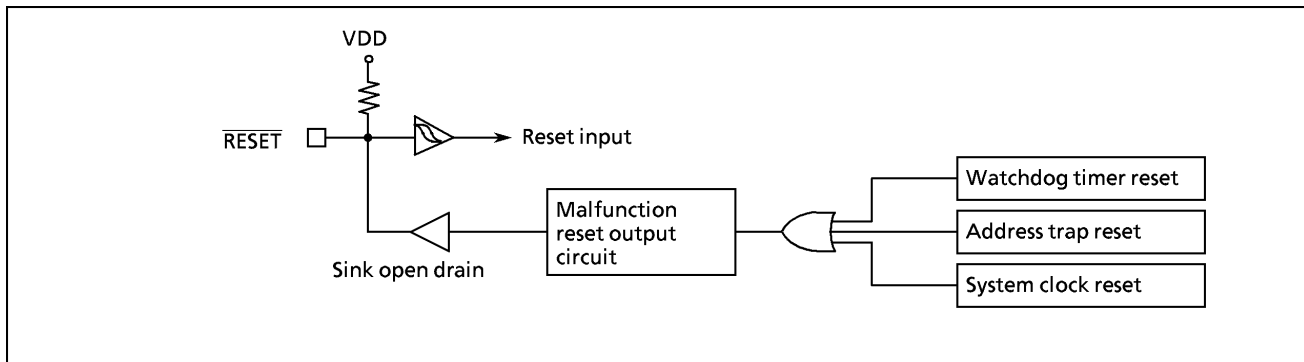 VDD
RESET
Reset input
Sink open drain
Malfunction
reset output
circuit
Watchdog timer reset
Address trap reset
System clock reset